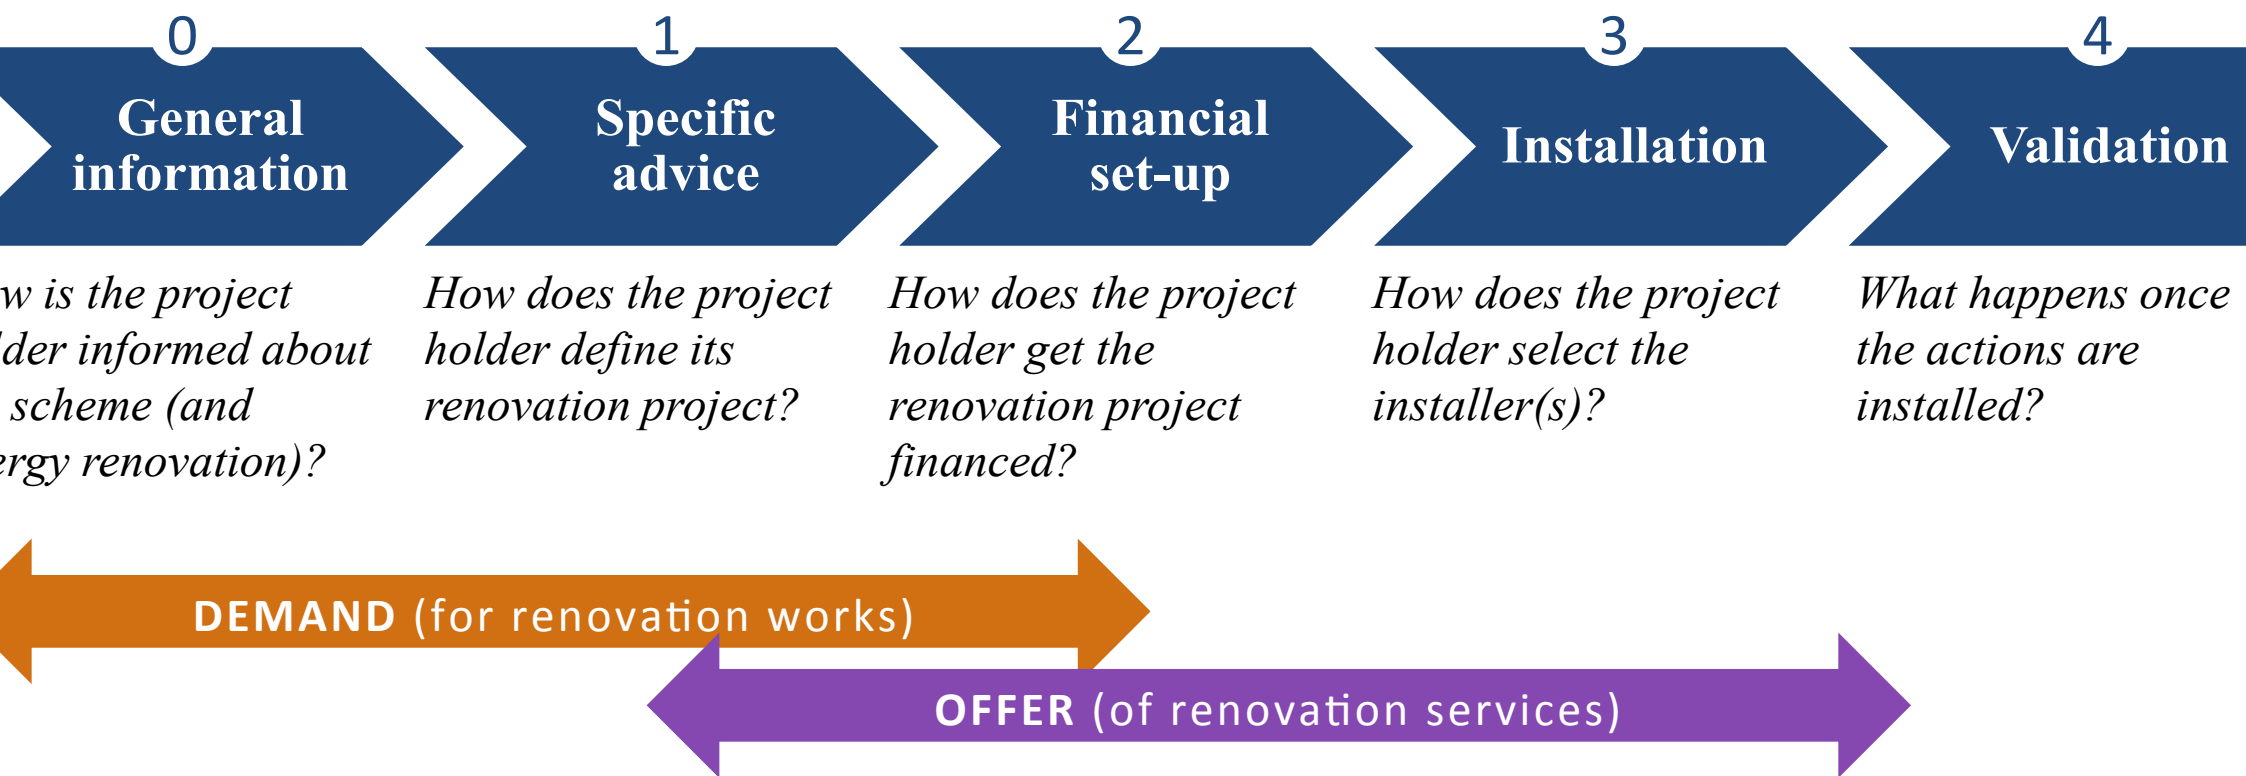 0
1
2
3
4
General
information
Specific
advice
Financial
set-up
Installation
Validation
is the project
informed about
scheme (and
renovation)?
How does the project
holder define its
renovation project?
How does the project
holder get the
renovation project
financed?
How does the project
holder select the
installer(s)?
What happens once
the actions are
installed?
DEMAND (for renovation works)
OFFER (of renovation services)